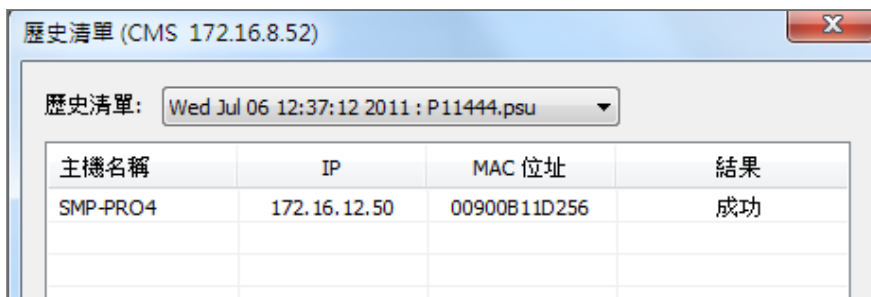 歷史清單 (CMS 172.16.8.52)
歷史清單: Wed Jul 06 12:37:12 2011 : P11444.psu
主機名稱 IP MAC 位址 結果
SMP-PRO4 172.16.12.50 00900B11D256 成功